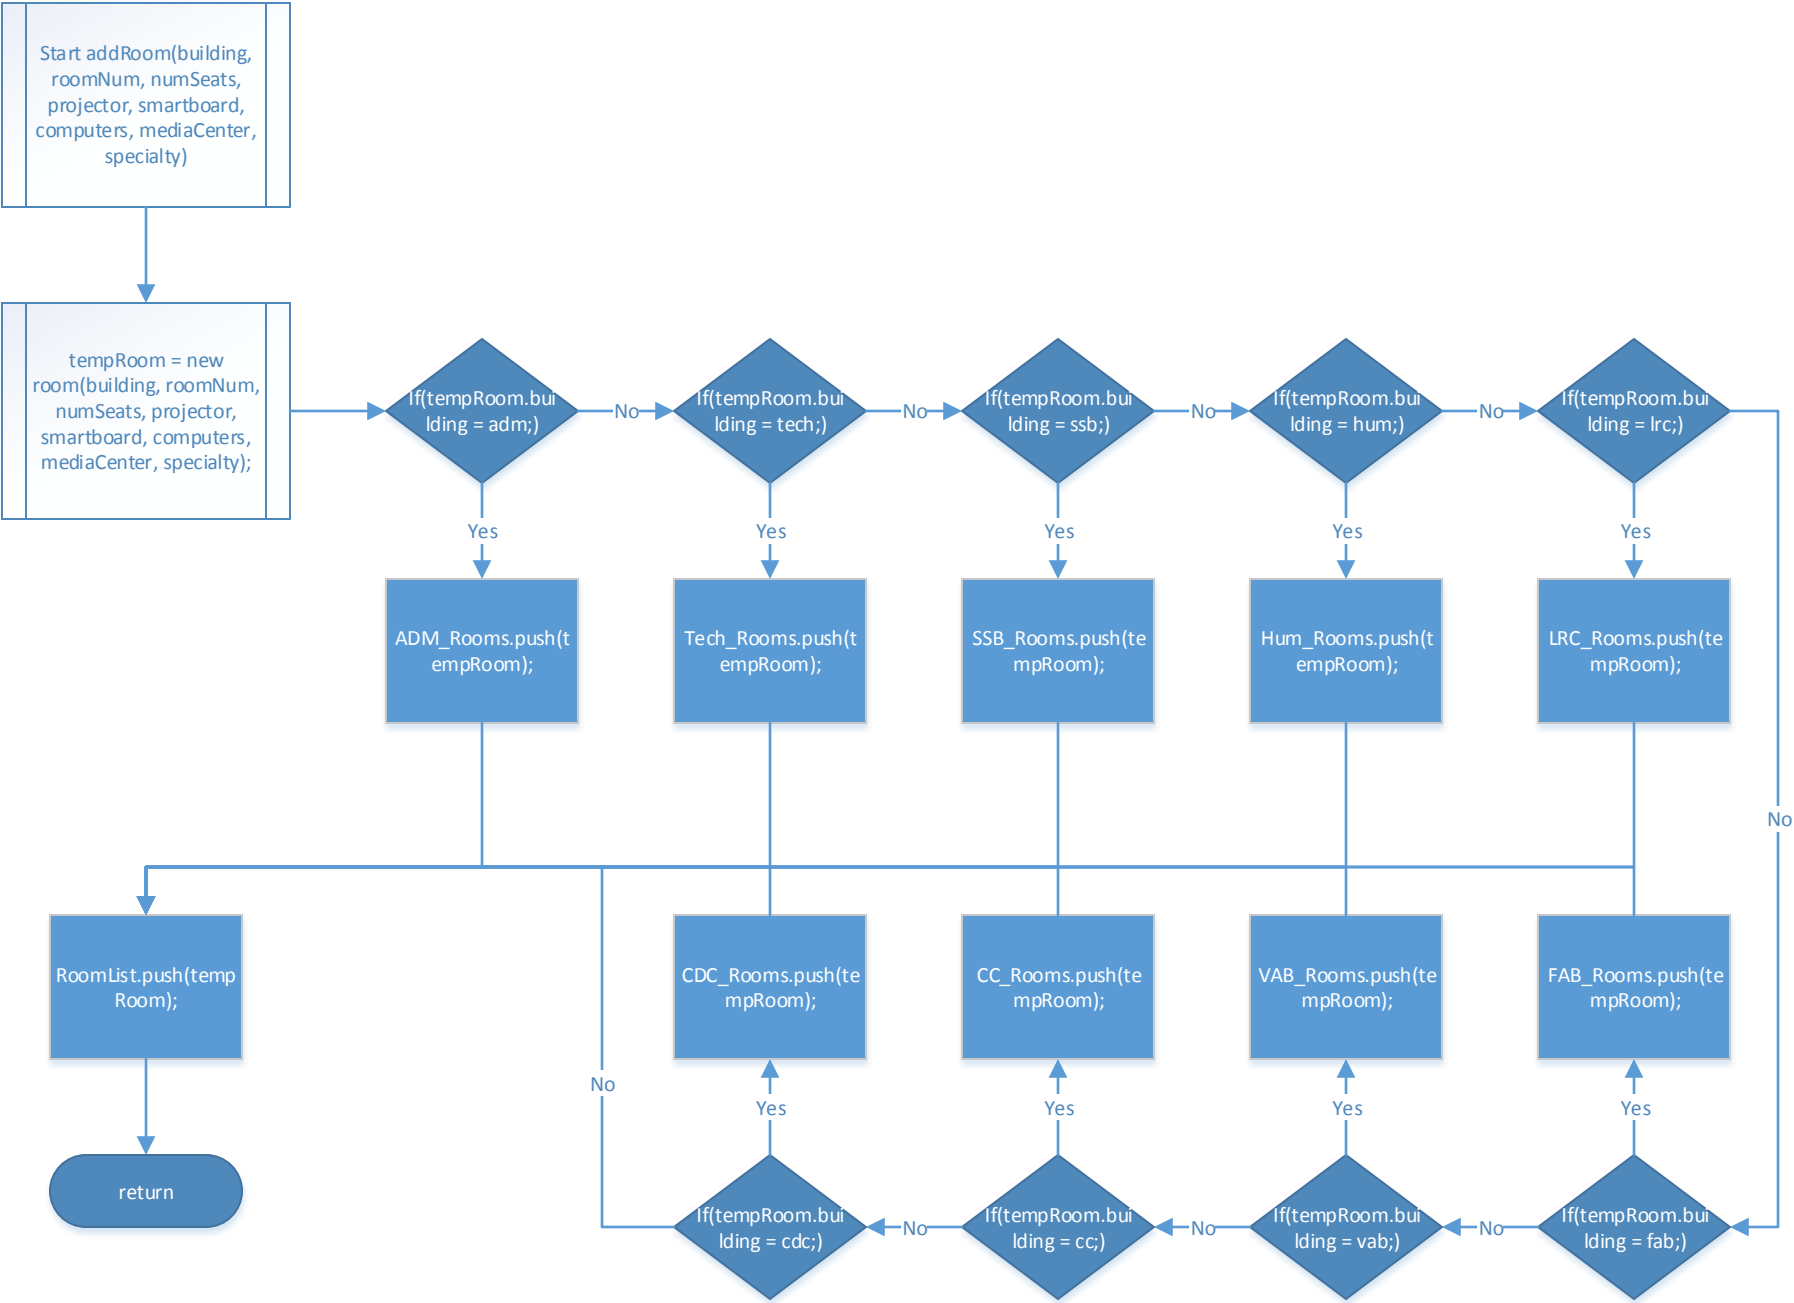 Start addRoom(building,
roomNum, numSeats,
projector, smartboard,
computers, mediaCenter,
specialty)
tempRoom = new
room(building, roomNum,
numSeats, projector,
smartboard, computers,
mediaCenter, specialty);
If(tempRoom.bui
lding = adm;)
No
If(tempRoom.bui
lding = tech;)
No
If(tempRoom.bui
lding = ssb;)
No
If(tempRoom.bui
lding = hum;)
No
If(tempRoom.bui
lding = lrc;)
Yes
Yes
Yes
Yes
Yes
ADM_Rooms.push(t
empRoom);
Tech_Rooms.push(t
empRoom);
SSB_Rooms.push(te
mpRoom);
Hum_Rooms.push(t
empRoom);
LRC_Rooms.push(te
mpRoom);
No
RoomList.push(temp
Room);
CDC_Rooms.push(te
mpRoom);
CC_Rooms.push(te
mpRoom);
VAB_Rooms.push(te
mpRoom);
FAB_Rooms.push(te
mpRoom);
No
Yes
Yes
Yes
Yes
return
If(tempRoom.bui
lding = cdc;)
No
If(tempRoom.bui
lding = cc;)
No
If(tempRoom.bui
lding = vab;)
No
If(tempRoom.bui
lding = fab;)